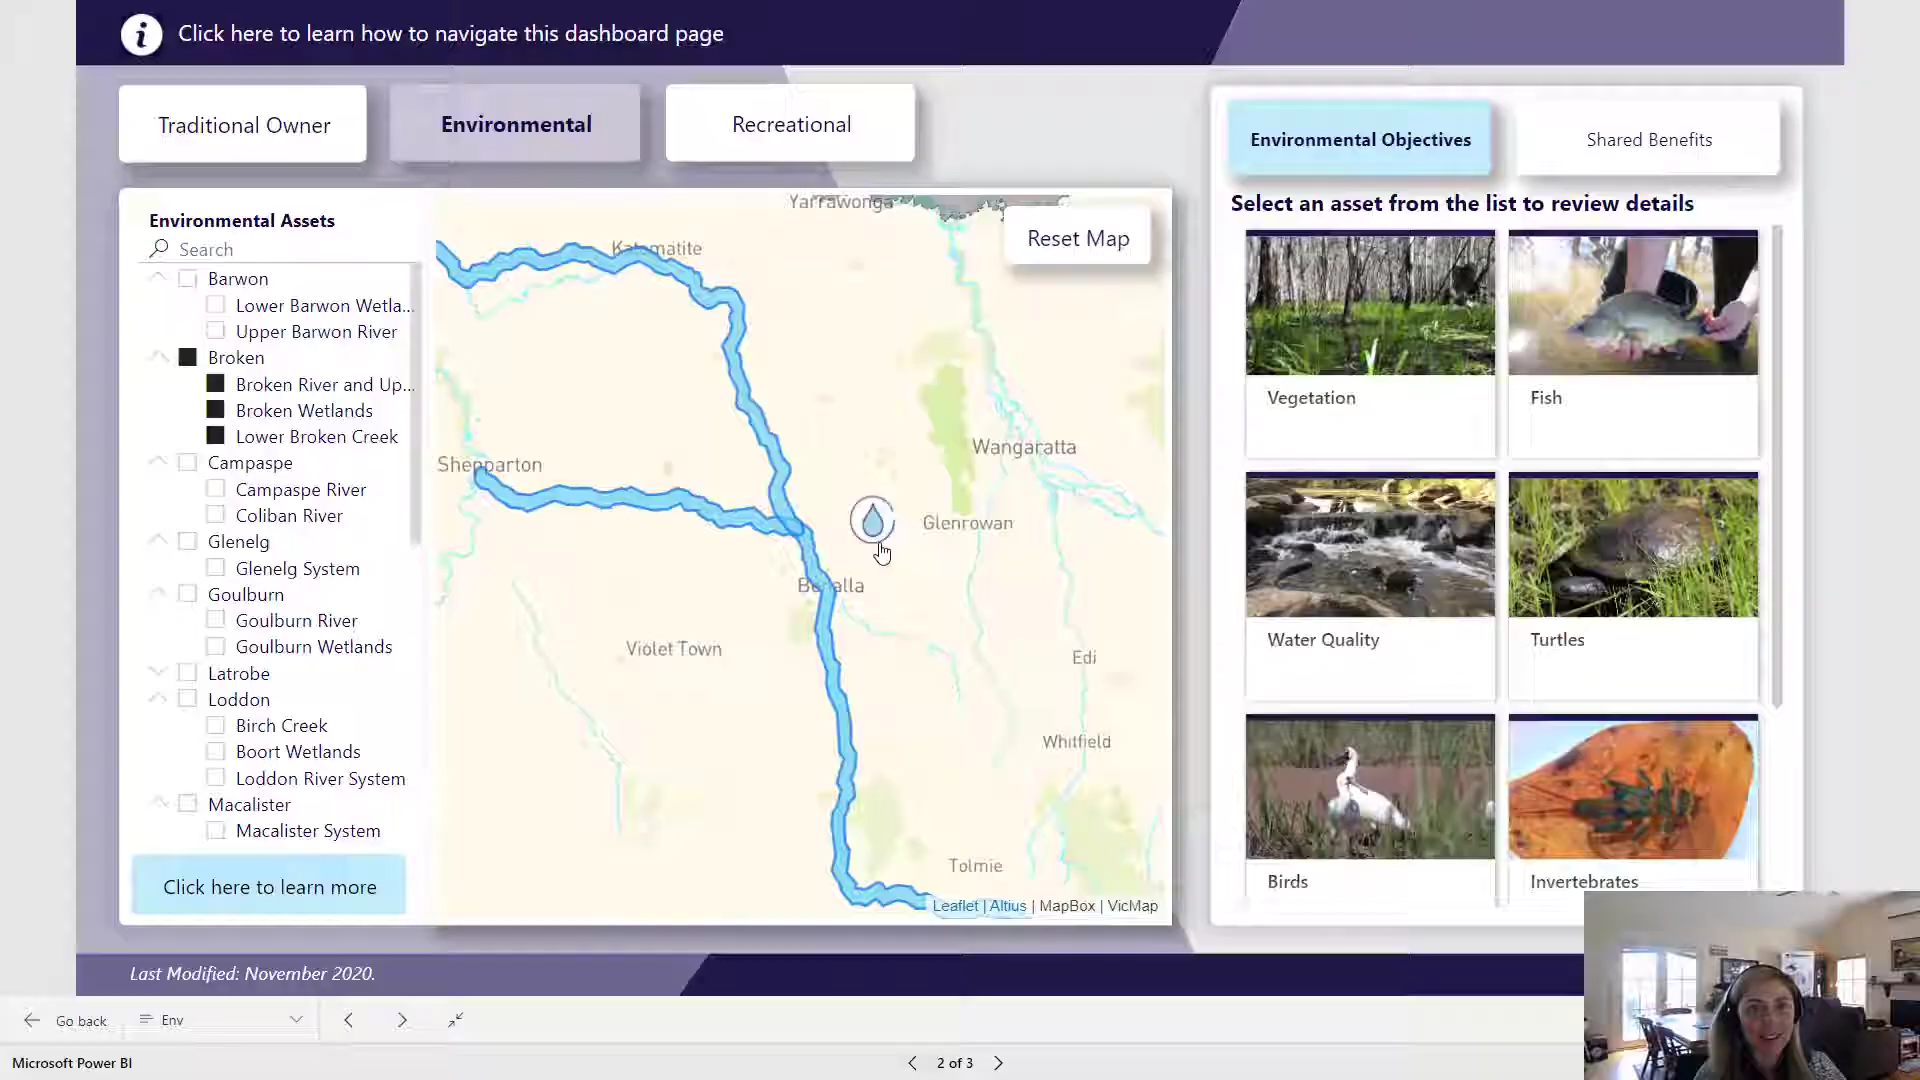 Click here to learn how to navigate this dashboard page
Traditional Owner
Environmental
Recreational
Environmental Objectives
Shared Benefits
Select an asset from the list to review details
Environmental Assets
Search
Barwon
Lower Barwon Wetla...
Upper Barwon River
Broken
Broken River and Up...
Broken Wetlands
Lower Broken Creek
Campaspe
Campaspe River
Coliban River
Glenelg
Glenelg System
Goulburn
Goulburn River
Goulburn Wetlands
Latrobe
Loddon
Birch Creek
Boort Wetlands
Loddon River System
Macalister
Macalister System
Click here to learn more
Yarrawonga
Katamatite
Reset Map
Shepparton
Wangaratta
Glenrowan
Benalla
Violet Town
Edi
Whitfield
Tolmie
Leaflet | Altius | MapBox | VicMap
Vegetation
Fish
Water Quality
Turtles
Birds
Invertebrates
Last Modified: November 2020.
Go back
Env
Microsoft Power BI
2 of 3